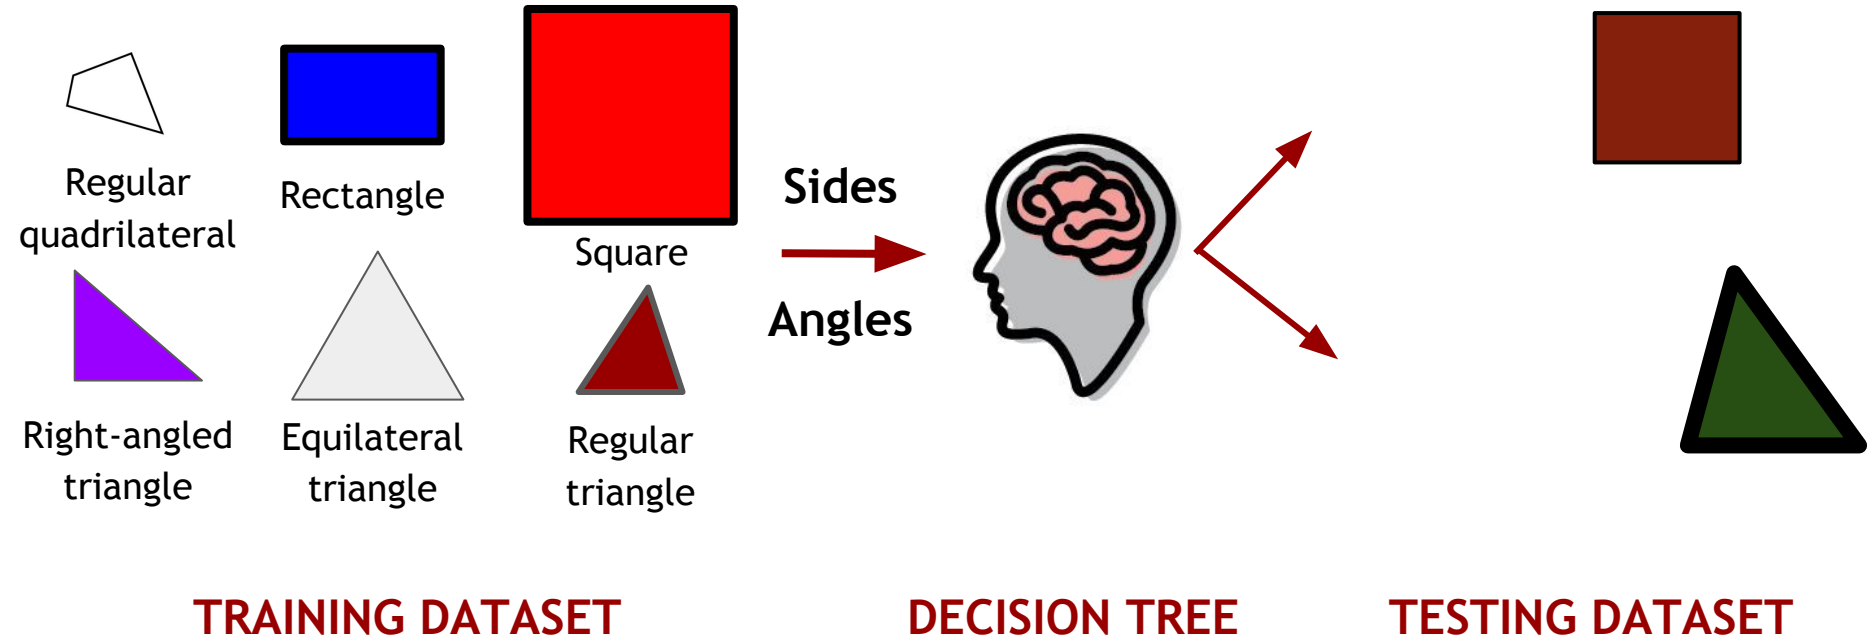 Regular
quadrilateral
Rectangle
Square
Right-angled
triangle
Equilateral
triangle
Regular
triangle
Sides
Angles
TRAINING DATASET
DECISION TREE
TESTING DATASET